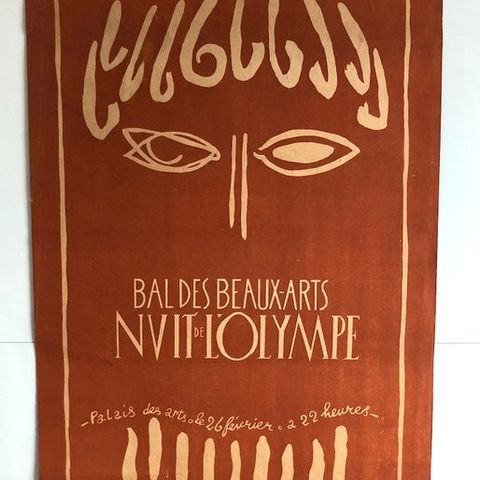 BAL DES BEAUX-ARTS
NVIT DE L'OLYMPE
-Palais des arts. le 26 février. a 22 heures-